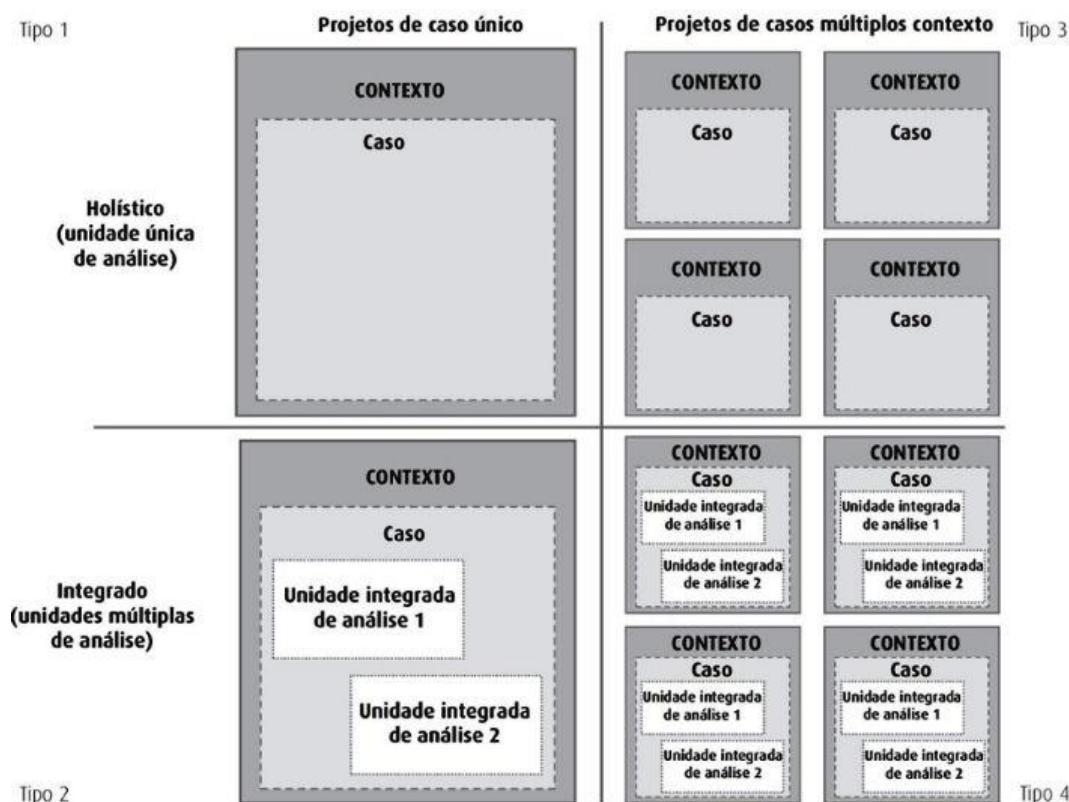 Tipo 1
Projetos de caso único
Projetos de casos múltiplos contexto
Tipo 3
CONTEXTO
Caso
Holístico
(unidade única
de análise)
CONTEXTO
Caso
CONTEXTO
Caso
CONTEXTO
Caso
CONTEXTO
Caso
Integrado
(unidades múltiplas
de análise)
CONTEXTO
Caso
Unidade integrada
de análise 1
Unidade integrada
de análise 2
CONTEXTO
Caso
Unidade integrada
de análise 1
Unidade integrada
de análise 2
CONTEXTO
Caso
Unidade integrada
de análise 1
Unidade integrada
de análise 2
CONTEXTO
Caso
Unidade integrada
de análise 1
Unidade integrada
de análise 2
CONTEXTO
Caso
Unidade integrada
de análise 1
Unidade integrada
de análise 2
Tipo 2
Tipo 4